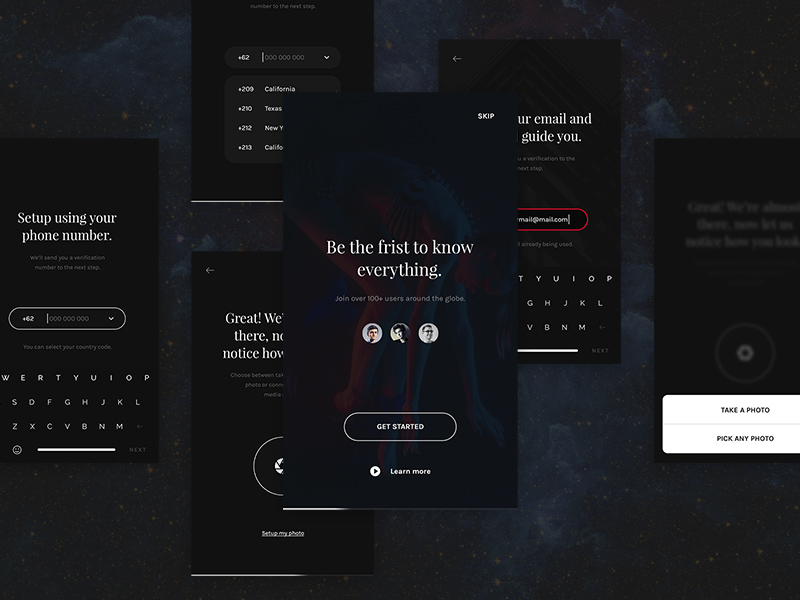 number to the next step.
+62 000 000 000
+209 California
+210 Texas
+212 New Y
+213 Califo
SKIP
Be the frist to know
everything.
Join over 100+ users around the globe.
GET STARTED
Learn more
ur email and
guide you.
u a verification to the
next step.
rmail@mail.com
l already being used.
T Y U I O P
G H J K L
V B N M ←
NEXT
Setup using your
phone number.
We'll send you a verification
number to the next step.
+62 000 000 000
You can select your country code.
W E R T Y U I O P
S D F G H J K L
Z X C V B N M ←
NEXT
Great! We'
there, no
notice how
Choose between tak
photo or conne
media
Setup my photo
Great! We're almost
there, now let us
notice how you look
TAKE A PHOTO
PICK ANY PHOTO